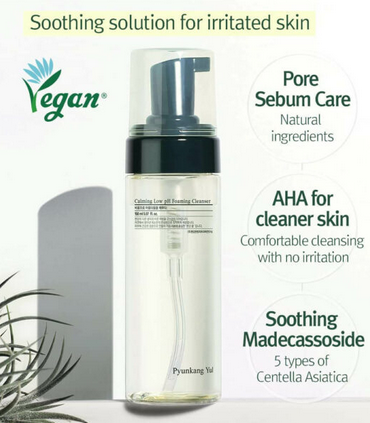 Soothing solution for irritated skin
Vegan®
Pore
Sebum Care
Natural
ingredients
AHA for
cleaner skin
Comfortable cleansing
with no irritation
Soothing
Madecassoside
5 types of
Centella Asiatica
Calming Low pH Foaming Cleanser
Pyunkang Yul